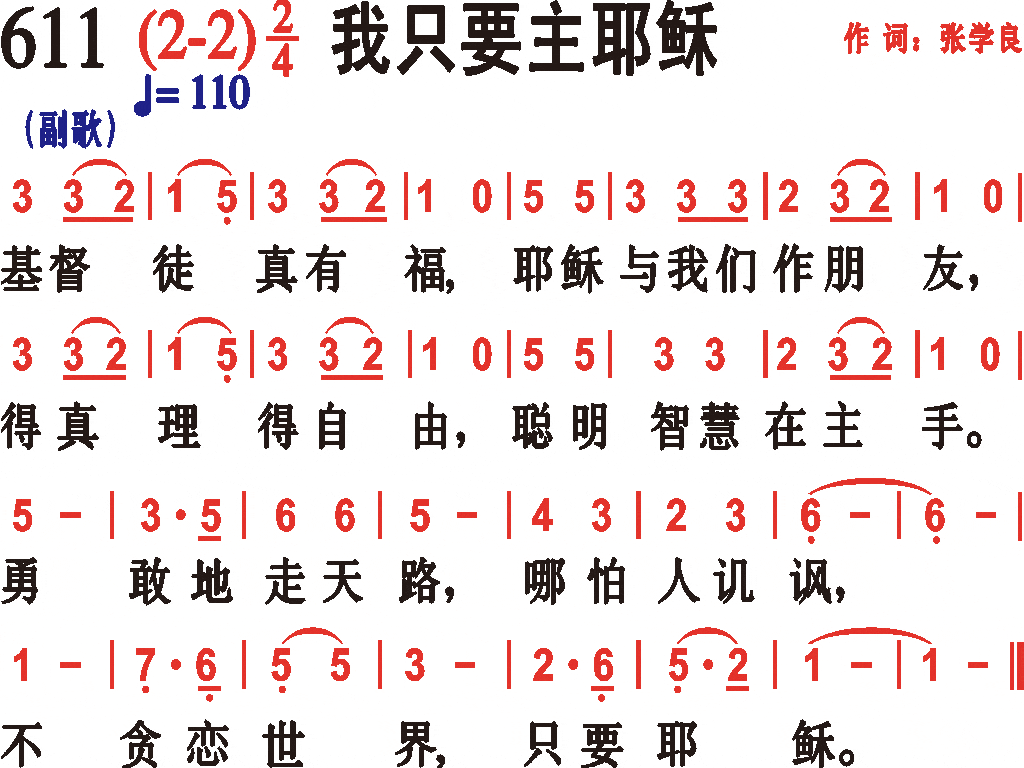 611 (2-2) 2/4 我只要主耶稣 作 词：张学良
♩= 110
（副歌）
3 3 2 | 1 5 | 3 3 2 | 1 0 | 5 5 | 3 3 3 | 2 3 2 | 1 0 |
基督 徒 真有 福, 耶稣与我们作朋 友，
3 3 2 | 1 5 | 3 3 2 | 1 0 | 5 5 | 3 3 | 2 3 2 | 1 0 |
得真 理 得自 由，聪明 智慧在主 手。
5 - | 3 · 5 | 6 6 | 5 - | 4 3 | 2 3 | 6 - | 6 - |
勇 敢地走天 路，哪怕人讥 讽，
1 - | 7 · 6 | 5 5 | 3 - | 2 · 6 | 5 · 2 | 1 - | 1 - ‖
不 贪恋世 界, 只要耶 稣。